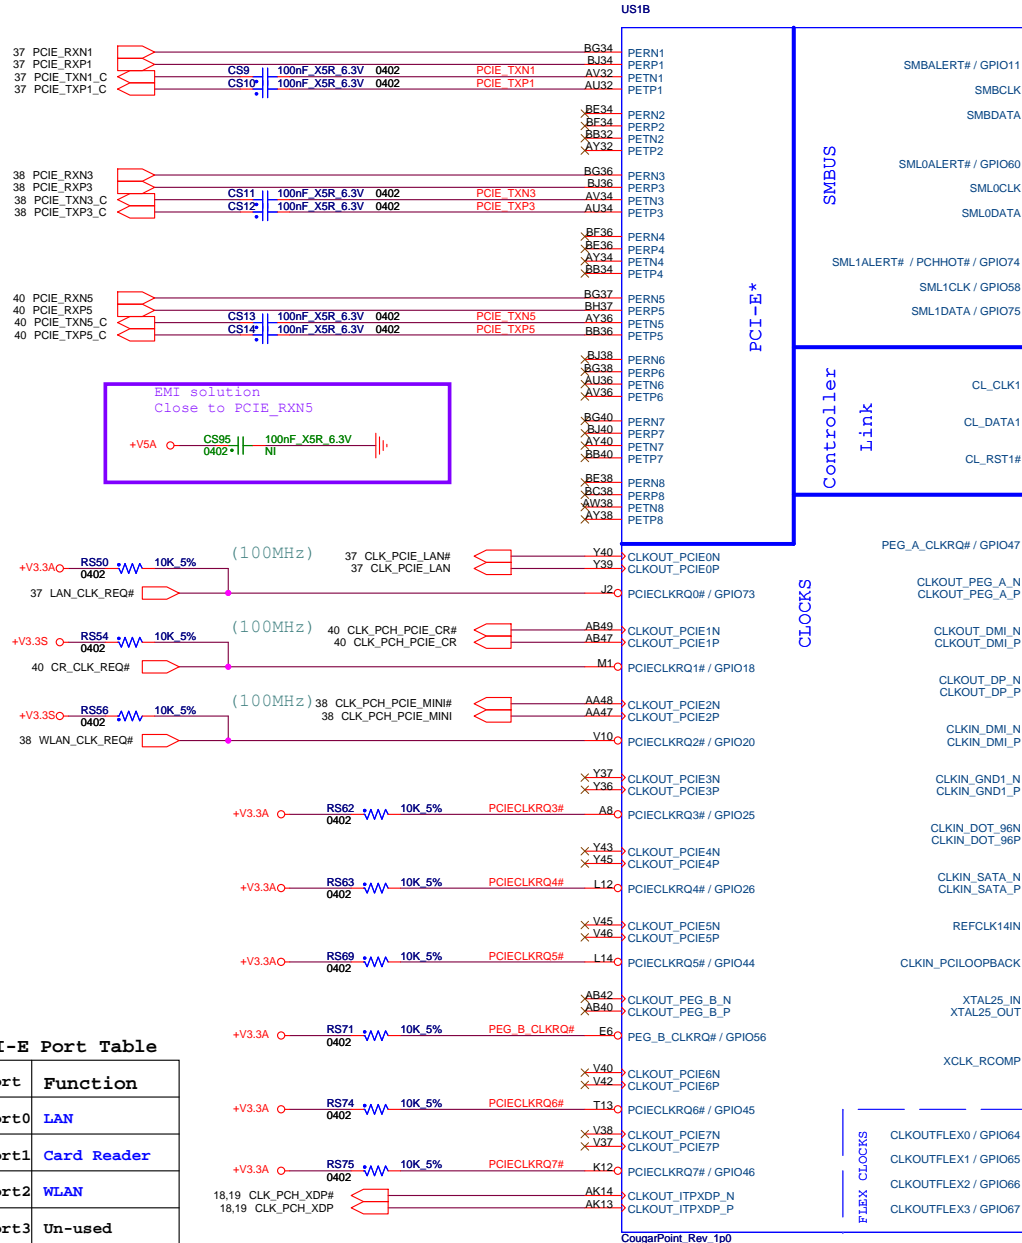 US1B
37 PCIE_RXN1
37 PCIE_RXP1
37 PCIE_TXN1_C
37 PCIE_TXP1_C
CS9 100nF_X5R_6.3V 0402 PCIE_TXN1
CS10 100nF_X5R_6.3V 0402 PCIE_TXP1
BG34 PERN1
BJ34 PERP1
AV32 PETN1
AU32 PETP1
BE34 PERN2
BF34 PERP2
BB32 PETN2
AY32 PETP2
38 PCIE_RXN3
38 PCIE_RXP3
38 PCIE_TXN3_C
38 PCIE_TXP3_C
CS11 100nF_X5R_6.3V 0402 PCIE_TXN3
CS12 100nF_X5R_6.3V 0402 PCIE_TXP3
BG36 PERN3
BJ36 PERP3
AV34 PETN3
AU34 PETP3
BF36 PERN4
BE36 PERP4
AY34 PETN4
BB34 PETP4
40 PCIE_RXN5
40 PCIE_RXP5
40 PCIE_TXN5_C
40 PCIE_TXP5_C
CS13 100nF_X5R_6.3V 0402 PCIE_TXN5
CS14 100nF_X5R_6.3V 0402 PCIE_TXP5
BG37 PERN5
BH37 PERP5
AY36 PETN5
BB36 PETP5
BJ38 PERN6
BG38 PERP6
AU36 PETN6
AV36 PETP6
BG40 PERN7
BJ40 PERP7
AY40 PETN7
BB40 PETP7
BE38 PERN8
BC38 PERP8
AW38 PETN8
AY38 PETP8
PCI-E*
EMI solution
Close to PCIE_RXN5
+V5A CS95 100nF_X5R_6.3V
0402 NI
SMBUS
SMBALERT# / GPIO11
SMBCLK
SMBDATA
SML0ALERT# / GPIO60
SML0CLK
SML0DATA
SML1ALERT# / PCHHOT# / GPIO74
SML1CLK / GPIO58
SML1DATA / GPIO75
Controller
Link
CL_CLK1
CL_DATA1
CL_RST1#
CLOCKS
PEG_A_CLKRQ# / GPIO47
CLKOUT_PEG_A_N
CLKOUT_PEG_A_P
CLKOUT_DMI_N
CLKOUT_DMI_P
CLKOUT_DP_N
CLKOUT_DP_P
CLKIN_DMI_N
CLKIN_DMI_P
CLKIN_GND1_N
CLKIN_GND1_P
CLKIN_DOT_96N
CLKIN_DOT_96P
CLKIN_SATA_N
CLKIN_SATA_P
REFCLK14IN
CLKIN_PCILOOPBACK
XTAL25_IN
XTAL25_OUT
XCLK_RCOMP
FLEX CLOCKS
CLKOUTFLEX0 / GPIO64
CLKOUTFLEX1 / GPIO65
CLKOUTFLEX2 / GPIO66
CLKOUTFLEX3 / GPIO67
(100MHz) 37 CLK_PCIE_LAN# Y40 CLKOUT_PCIE0N
37 CLK_PCIE_LAN Y39 CLKOUT_PCIE0P
+V3.3A RS50 10K_5%
0402
37 LAN_CLK_REQ# J2 PCIECLKRQ0# / GPIO73
(100MHz) 40 CLK_PCH_PCIE_CR# AB49 CLKOUT_PCIE1N
40 CLK_PCH_PCIE_CR AB47 CLKOUT_PCIE1P
+V3.3S RS54 10K_5%
0402
40 CR_CLK_REQ# M1 PCIECLKRQ1# / GPIO18
(100MHz) 38 CLK_PCH_PCIE_MINI# AA48 CLKOUT_PCIE2N
38 CLK_PCH_PCIE_MINI AA47 CLKOUT_PCIE2P
+V3.3S RS56 10K_5%
0402
38 WLAN_CLK_REQ# V10 PCIECLKRQ2# / GPIO20
Y37 CLKOUT_PCIE3N
Y36 CLKOUT_PCIE3P
+V3.3A RS62 10K_5% PCIECLKRQ3# A8 PCIECLKRQ3# / GPIO25
0402
Y43 CLKOUT_PCIE4N
Y45 CLKOUT_PCIE4P
+V3.3A RS63 10K_5% PCIECLKRQ4# L12 PCIECLKRQ4# / GPIO26
0402
V45 CLKOUT_PCIE5N
V46 CLKOUT_PCIE5P
+V3.3A RS69 10K_5% PCIECLKRQ5# L14 PCIECLKRQ5# / GPIO44
0402
AB42 CLKOUT_PEG_B_N
AB40 CLKOUT_PEG_B_P
+V3.3A RS71 10K_5% PEG_B_CLKRQ# E6 PEG_B_CLKRQ# / GPIO56
0402
V40 CLKOUT_PCIE6N
V42 CLKOUT_PCIE6P
+V3.3A RS74 10K_5% PCIECLKRQ6# T13 PCIECLKRQ6# / GPIO45
0402
V38 CLKOUT_PCIE7N
V37 CLKOUT_PCIE7P
+V3.3A RS75 10K_5% PCIECLKRQ7# K12 PCIECLKRQ7# / GPIO46
0402
18,19 CLK_PCH_XDP# AK14 CLKOUT_ITPXDP_N
18,19 CLK_PCH_XDP AK13 CLKOUT_ITPXDP_P
CougarPoint_Rev_1p0
I-E Port Table
ort Function
ort0 LAN
ort1 Card Reader
ort2 WLAN
ort3 Un-used